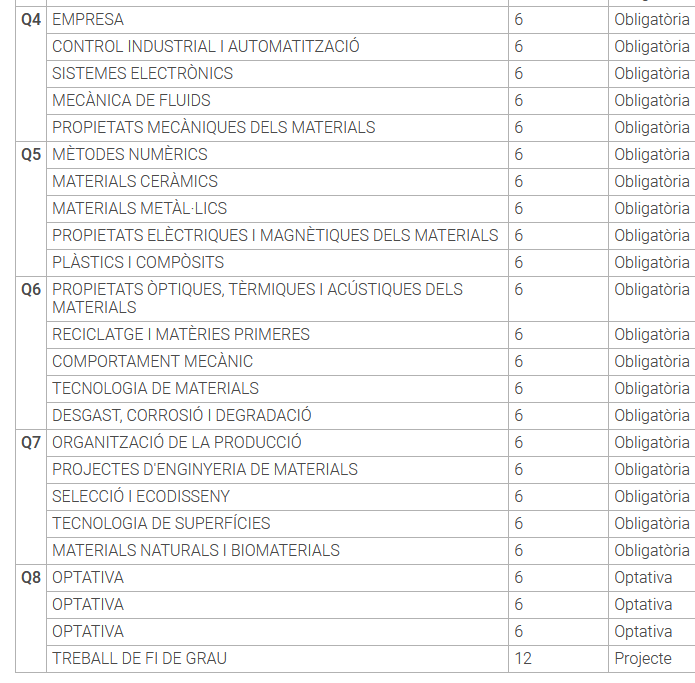 Q4 EMPRESA 6 Obligatòria
CONTROL INDUSTRIAL I AUTOMATITZACIÓ 6 Obligatòria
SISTEMES ELECTRÒNICS 6 Obligatòria
MECÀNICA DE FLUIDS 6 Obligatòria
PROPIETATS MECÀNIQUES DELS MATERIALS 6 Obligatòria
Q5 MÈTODES NUMÈRICS 6 Obligatòria
MATERIALS CERÀMICS 6 Obligatòria
MATERIALS METÀL·LICS 6 Obligatòria
PROPIETATS ELÈCTRIQUES I MAGNÈTIQUES DELS MATERIALS 6 Obligatòria
PLÀSTICS I COMPÒSITS 6 Obligatòria
Q6 PROPIETATS ÒPTIQUES, TÈRMIQUES I ACÚSTIQUES DELS 6 Obligatòria
MATERIALS
RECICLATGE I MATÈRIES PRIMERES 6 Obligatòria
COMPORTAMENT MECÀNIC 6 Obligatòria
TECNOLOGIA DE MATERIALS 6 Obligatòria
DESGAST, CORROSIÓ I DEGRADACIÓ 6 Obligatòria
Q7 ORGANITZACIÓ DE LA PRODUCCIÓ 6 Obligatòria
PROJECTES D'ENGINYERIA DE MATERIALS 6 Obligatòria
SELECCIÓ I ECODISSENY 6 Obligatòria
TECNOLOGIA DE SUPERFÍCIES 6 Obligatòria
MATERIALS NATURALS I BIOMATERIALS 6 Obligatòria
Q8 OPTATIVA 6 Optativa
OPTATIVA 6 Optativa
OPTATIVA 6 Optativa
TREBALL DE FI DE GRAU 12 Projecte